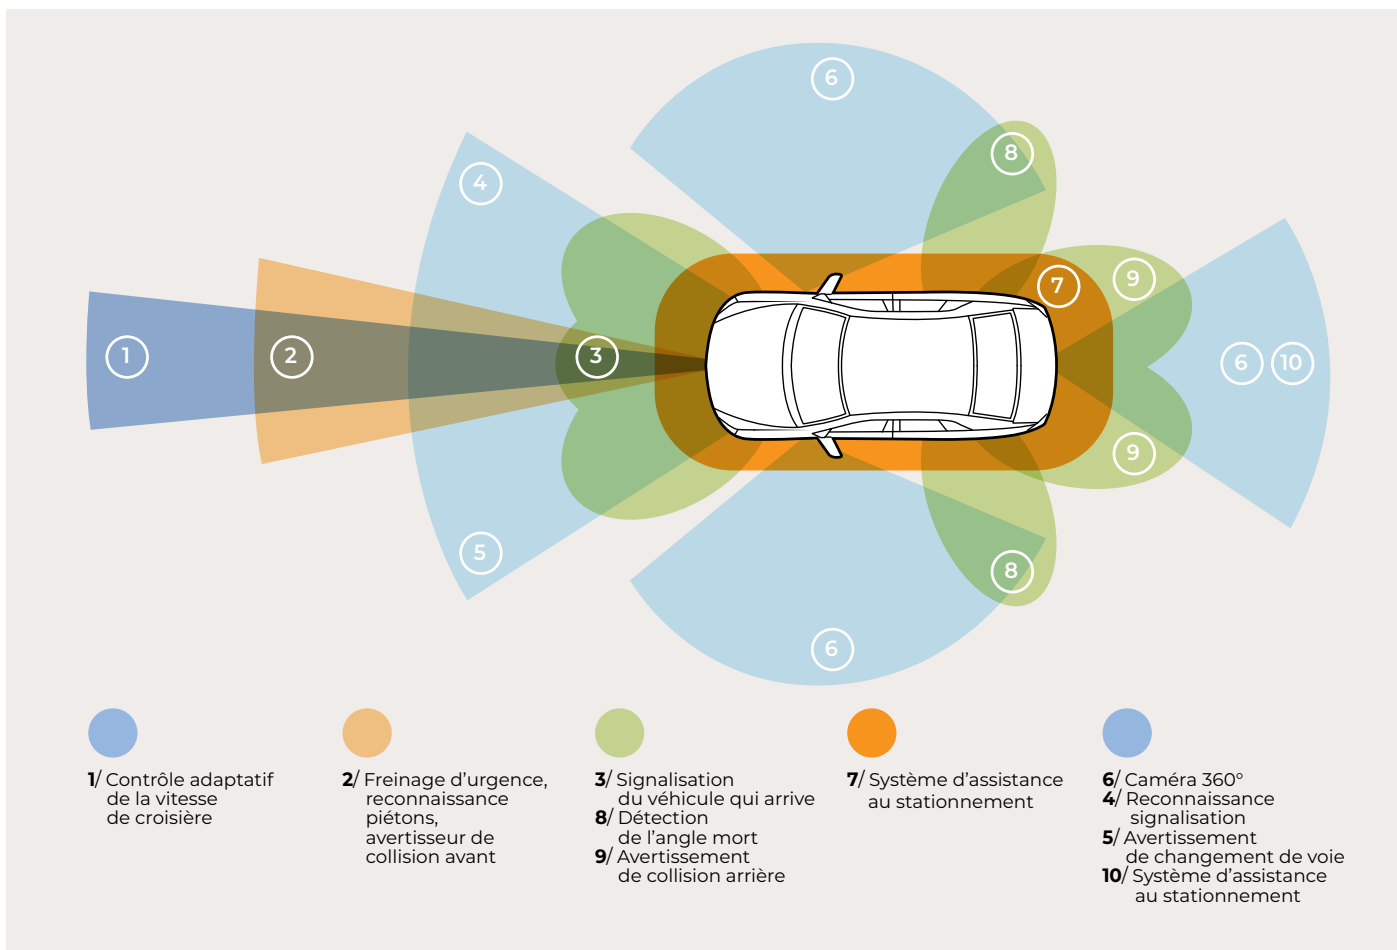 6
8
4
9
7
1
2
3
6 10
9
5
8
6
1/ Contrôle adaptatif
de la vitesse
de croisière
2/ Freinage d’urgence,
reconnaissance
piétons,
avertisseur de
collision avant
3/ Signalisation
du véhicule qui arrive
8/ Détection
de l’angle mort
9/ Avertissement
de collision arrière
7/ Système d’assistance
au stationnement
6/ Caméra 360°
4/ Reconnaissance
signalisation
5/ Avertissement
de changement de voie
10/ Système d’assistance
au stationnement